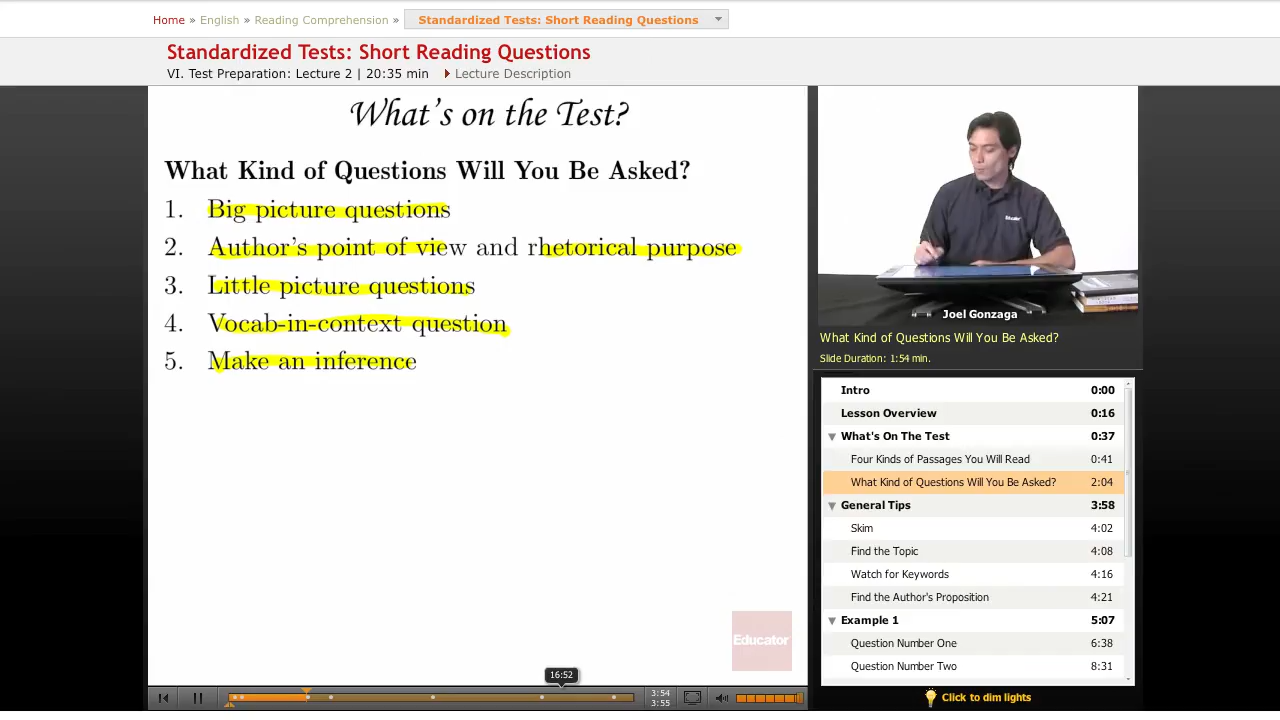 Home » English » Reading Comprehension » Standardized Tests: Short Reading Questions
Standardized Tests: Short Reading Questions
VI. Test Preparation: Lecture 2 | 20:35 min Lecture Description
What's on the Test?
What Kind of Questions Will You Be Asked?
1. Big picture questions
2. Author's point of view and rhetorical purpose
3. Little picture questions
4. Vocab-in-context question
5. Make an inference
Educator
16:52
3:54
3:55
Educator
Joel Gonzaga
What Kind of Questions Will You Be Asked?
Slide Duration: 1:54 min.
Intro 0:00
Lesson Overview 0:16
What's On The Test 0:37
Four Kinds of Passages You Will Read 0:41
What Kind of Questions Will You Be Asked? 2:04
General Tips 3:58
Skim 4:02
Find the Topic 4:08
Watch for Keywords 4:16
Find the Author's Proposition 4:21
Example 1 5:07
Question Number One 6:38
Question Number Two 8:31
Click to dim lights